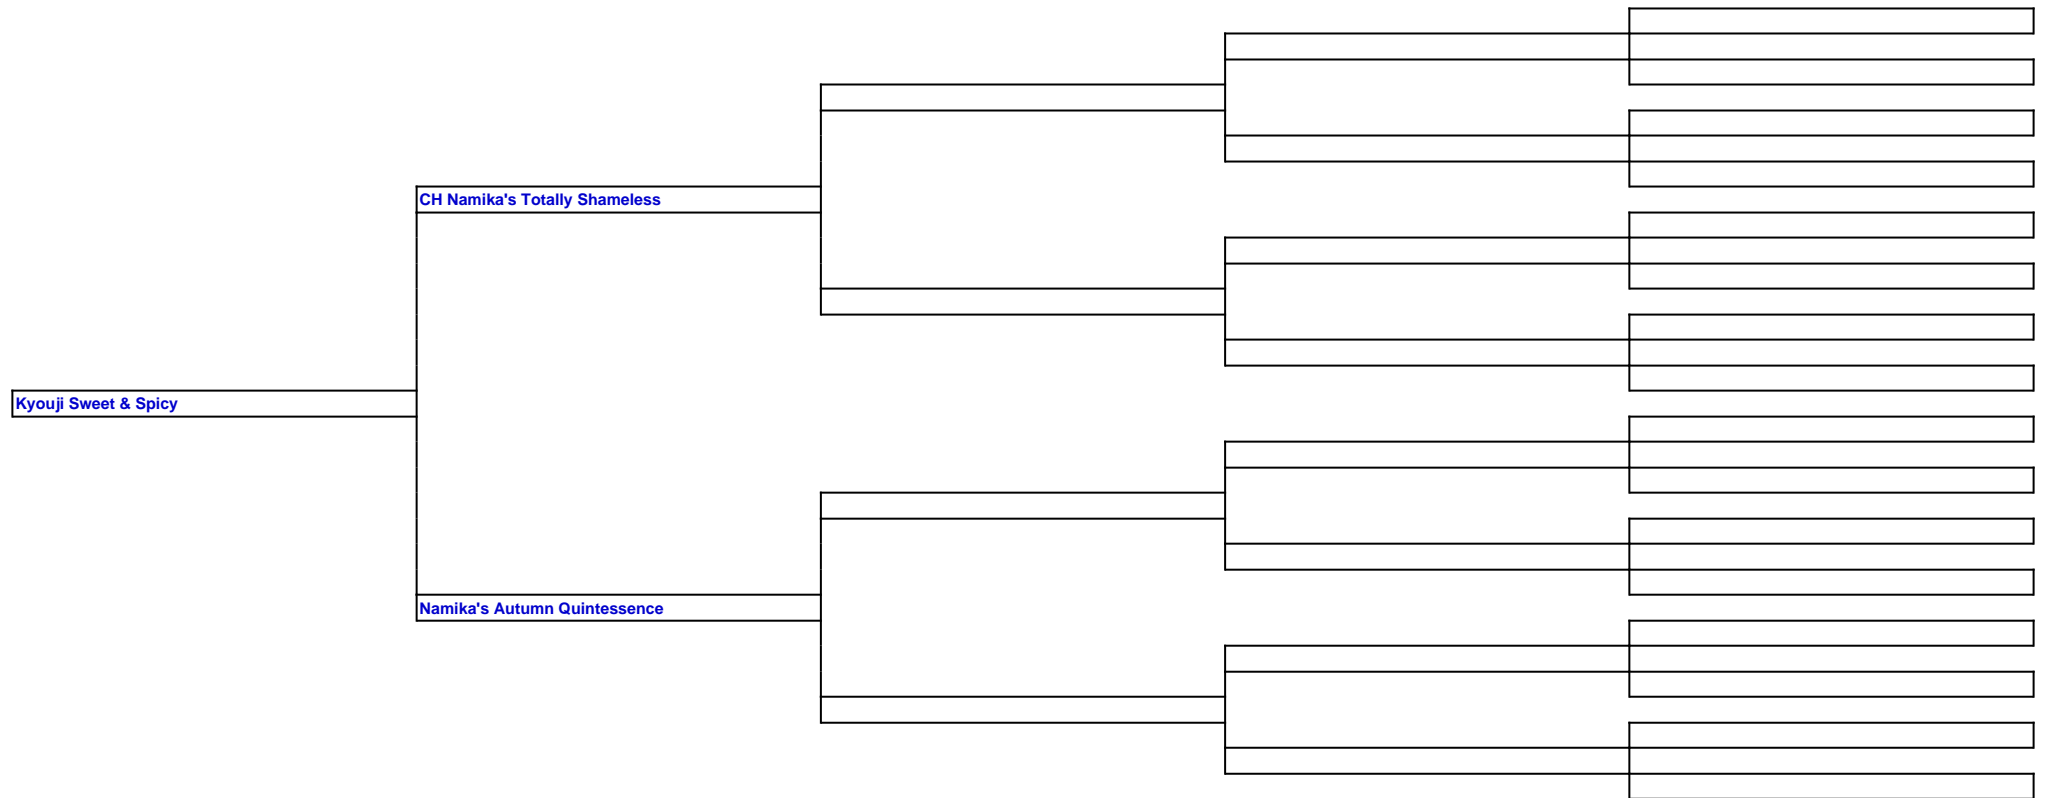 CH Namika's Totally Shameless
Kyouji Sweet & Spicy
Namika's Autumn Quintessence